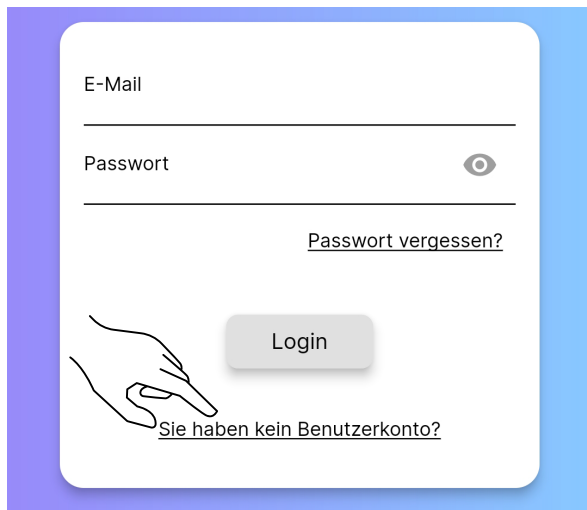 E-Mail
Passwort
Passwort vergessen?
Login
Sie haben kein Benutzerkonto?